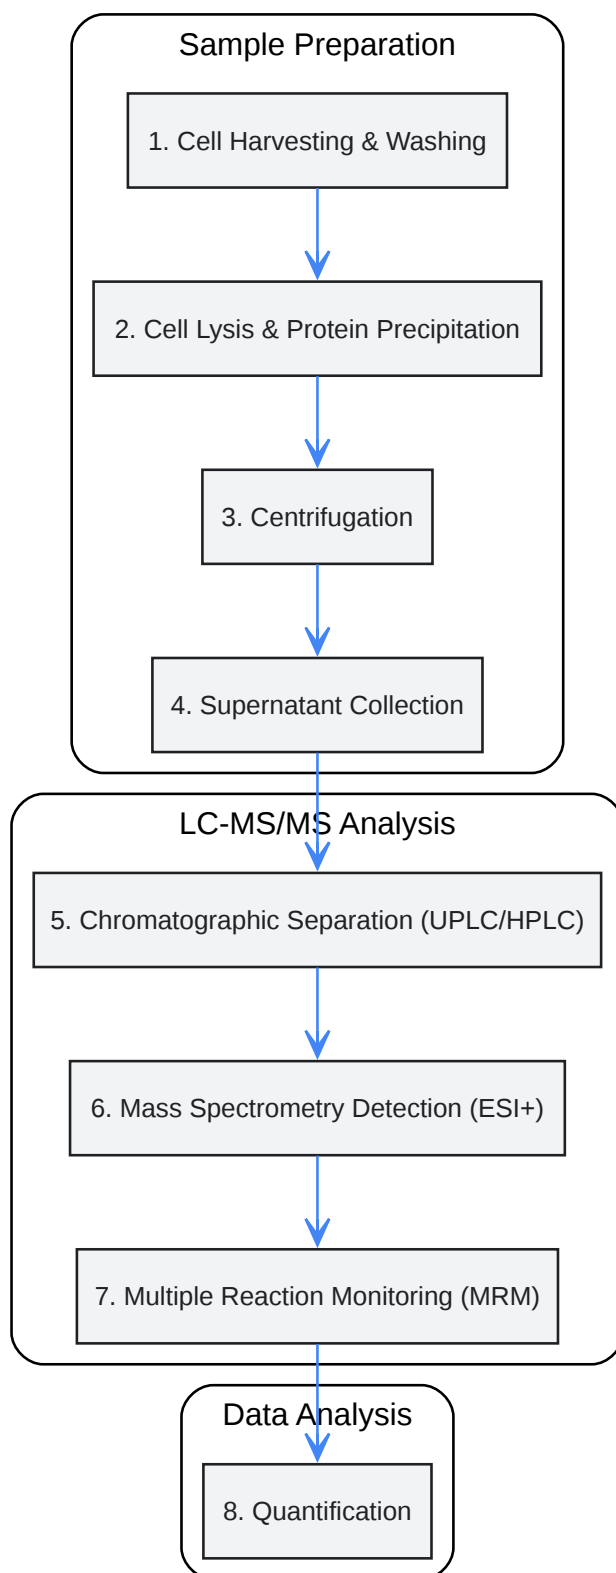 Sample Preparation
1. Cell Harvesting & Washing
2. Cell Lysis & Protein Precipitation
3. Centrifugation
4. Supernatant Collection
LC-MS/MS Analysis
5. Chromatographic Separation (UPLC/HPLC)
6. Mass Spectrometry Detection (ESI+)
7. Multiple Reaction Monitoring (MRM)
Data Analysis
8. Quantification